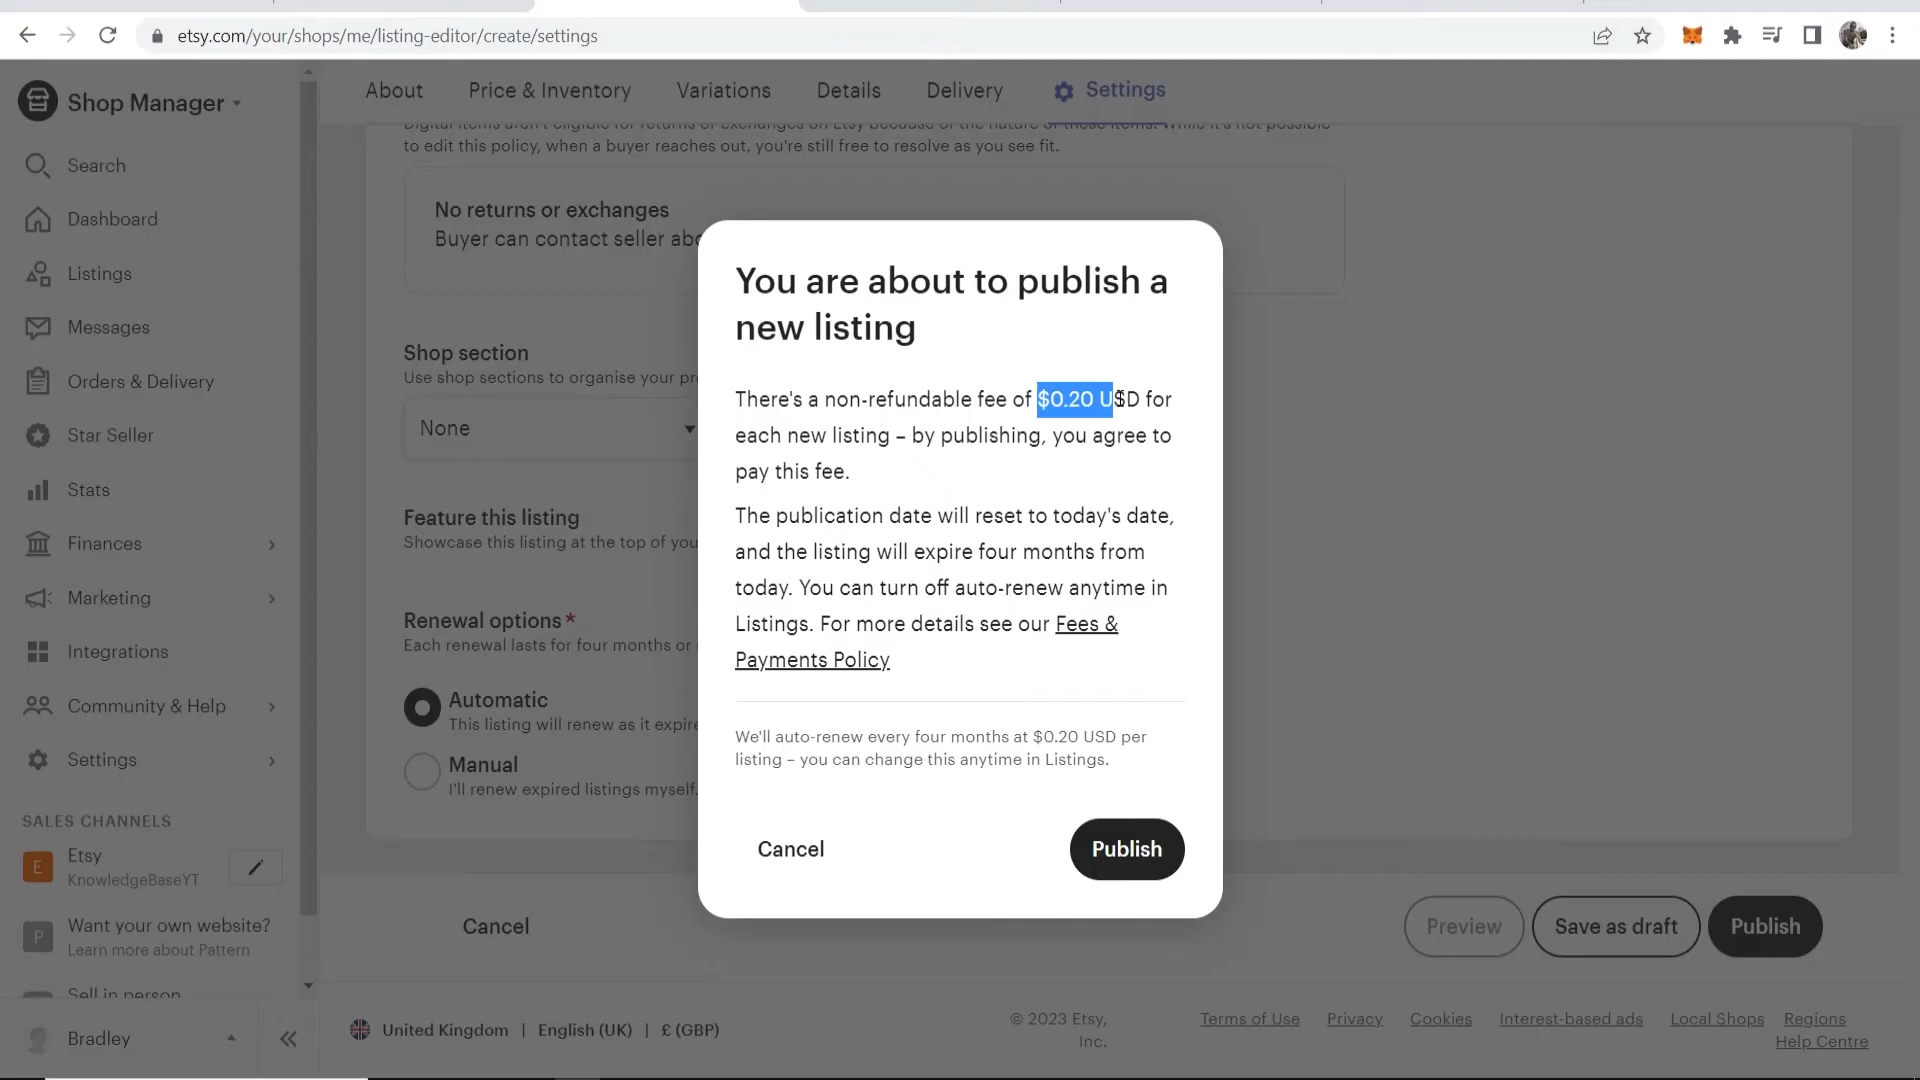 etsy.com/your/shops/me/listing-editor/create/settings
Shop Manager
Search
Dashboard
Listings
Messages
Orders & Delivery
Star Seller
Stats
Finances
Marketing
Integrations
Community & Help
Settings
SALES CHANNELS
E
Etsy
KnowledgeBaseYT
P
Want your own website?
Learn more about Pattern
Sell in person
Bradley
About
Price & Inventory
Variations
Details
Delivery
Settings
Digital items aren't eligible for returns or exchanges on Etsy because of the nature of these items. While it's not possible
to edit this policy, when a buyer reaches out, you're still free to resolve as you see fit.
No returns or exchanges
Buyer can contact seller abo
Shop section
Use shop sections to organise your pr
None
Feature this listing
Showcase this listing at the top of you
Renewal options *
Each renewal lasts for four months or
Automatic
This listing will renew as it expire
Manual
I'll renew expired listings myself.
You are about to publish a
new listing
There's a non-refundable fee of $0.20 USD for
each new listing – by publishing, you agree to
pay this fee.
The publication date will reset to today's date,
and the listing will expire four months from
today. You can turn off auto-renew anytime in
Listings. For more details see our Fees &
Payments Policy
We'll auto-renew every four months at $0.20 USD per
listing – you can change this anytime in Listings.
Cancel
Publish
Cancel
Preview
Save as draft
Publish
United Kingdom | English (UK) | £ (GBP)
© 2023 Etsy,
Inc.
Terms of Use
Privacy
Cookies
Interest-based ads
Local Shops
Regions
Help Centre